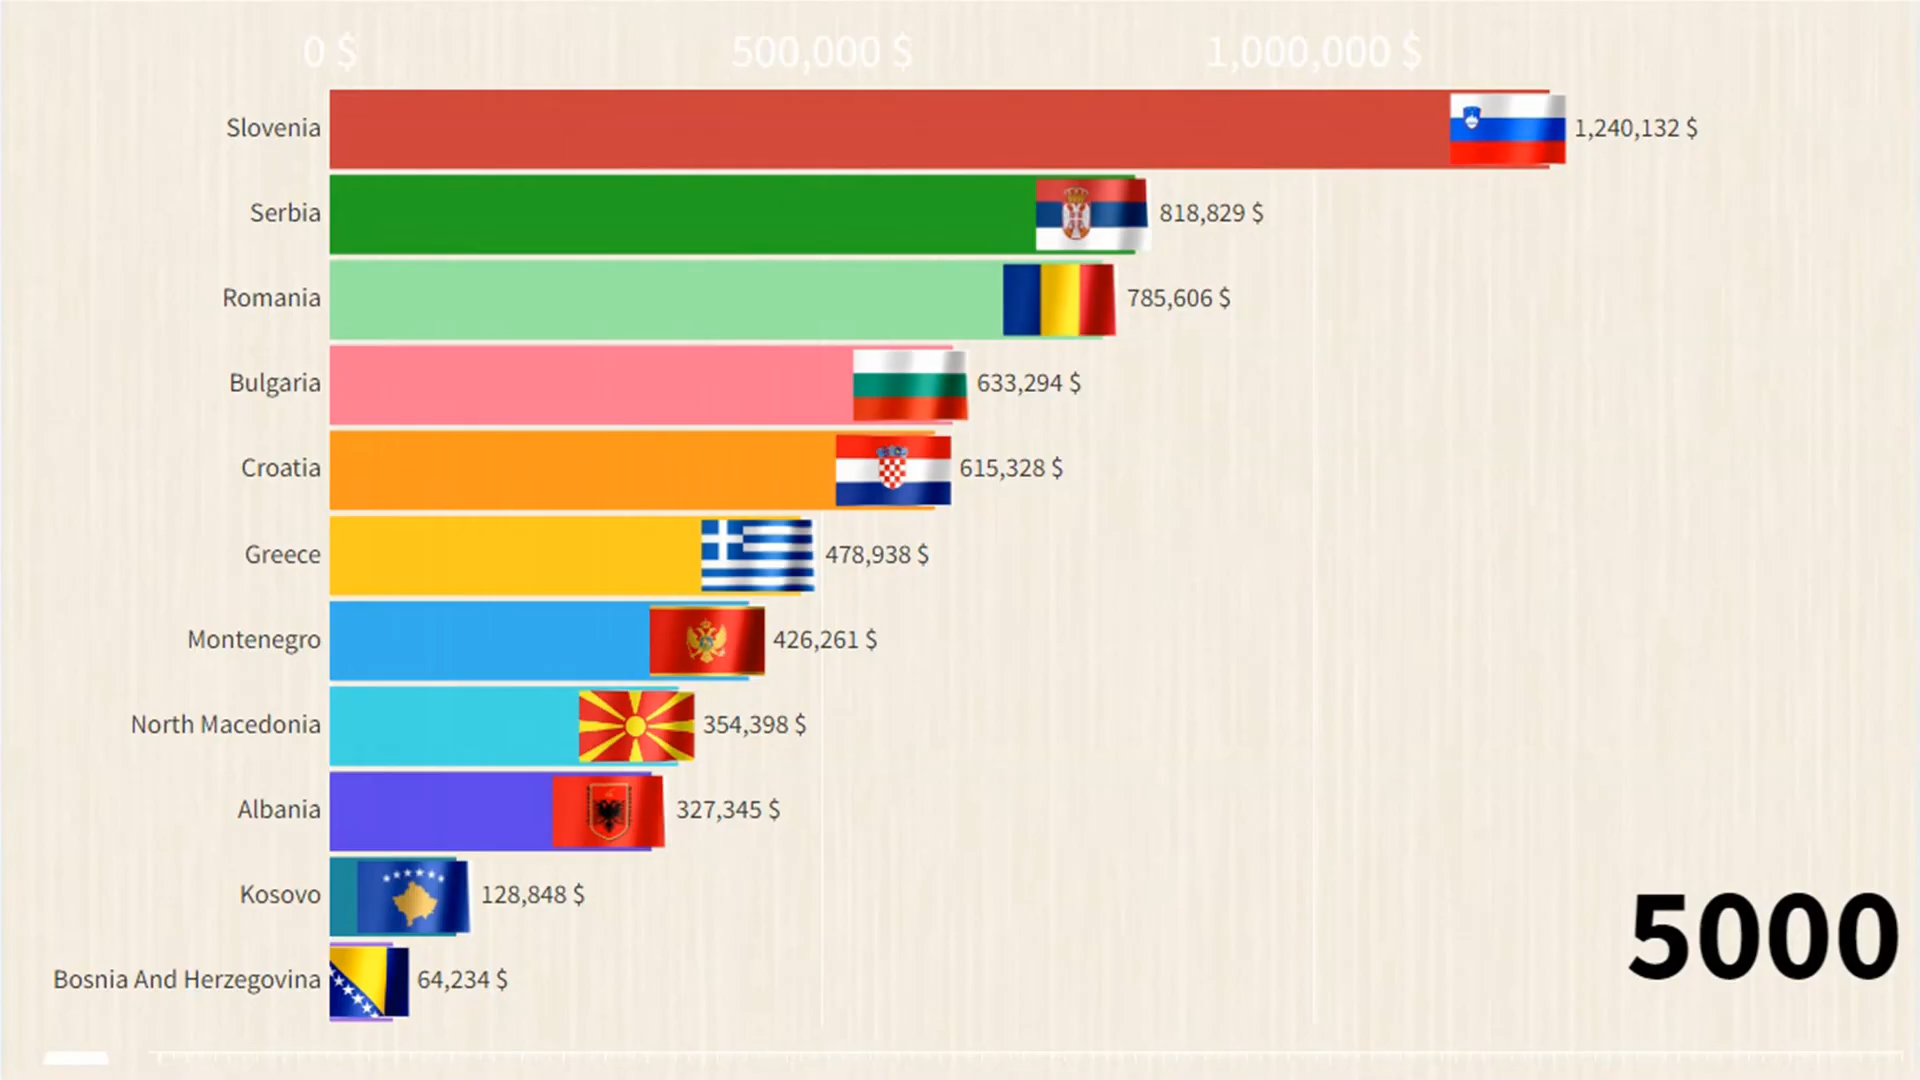 0 $ 500,000 $ 1,000,000 $
Slovenia 1,240,132 $
Serbia 818,829 $
Romania 785,606 $
Bulgaria 633,294 $
Croatia 615,328 $
Greece 478,938 $
Montenegro 426,261 $
North Macedonia 354,398 $
Albania 327,345 $
Kosovo 128,848 $
Bosnia And Herzegovina 64,234 $
5000